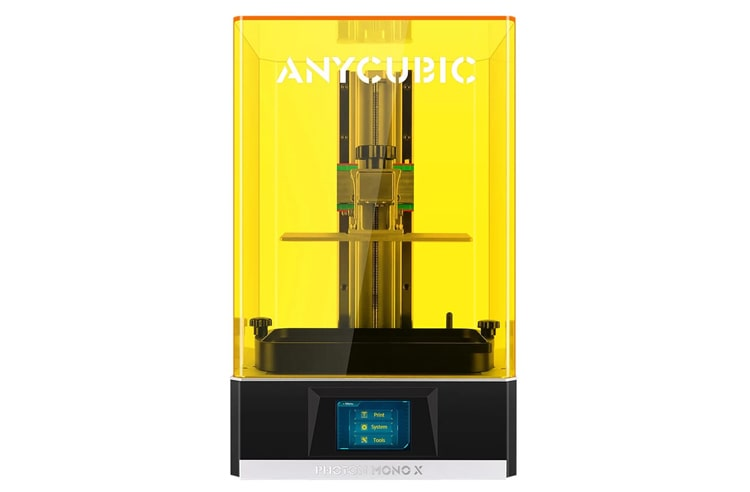 ANYCUBIC
Print
System
Tools
PHOTON MONO X